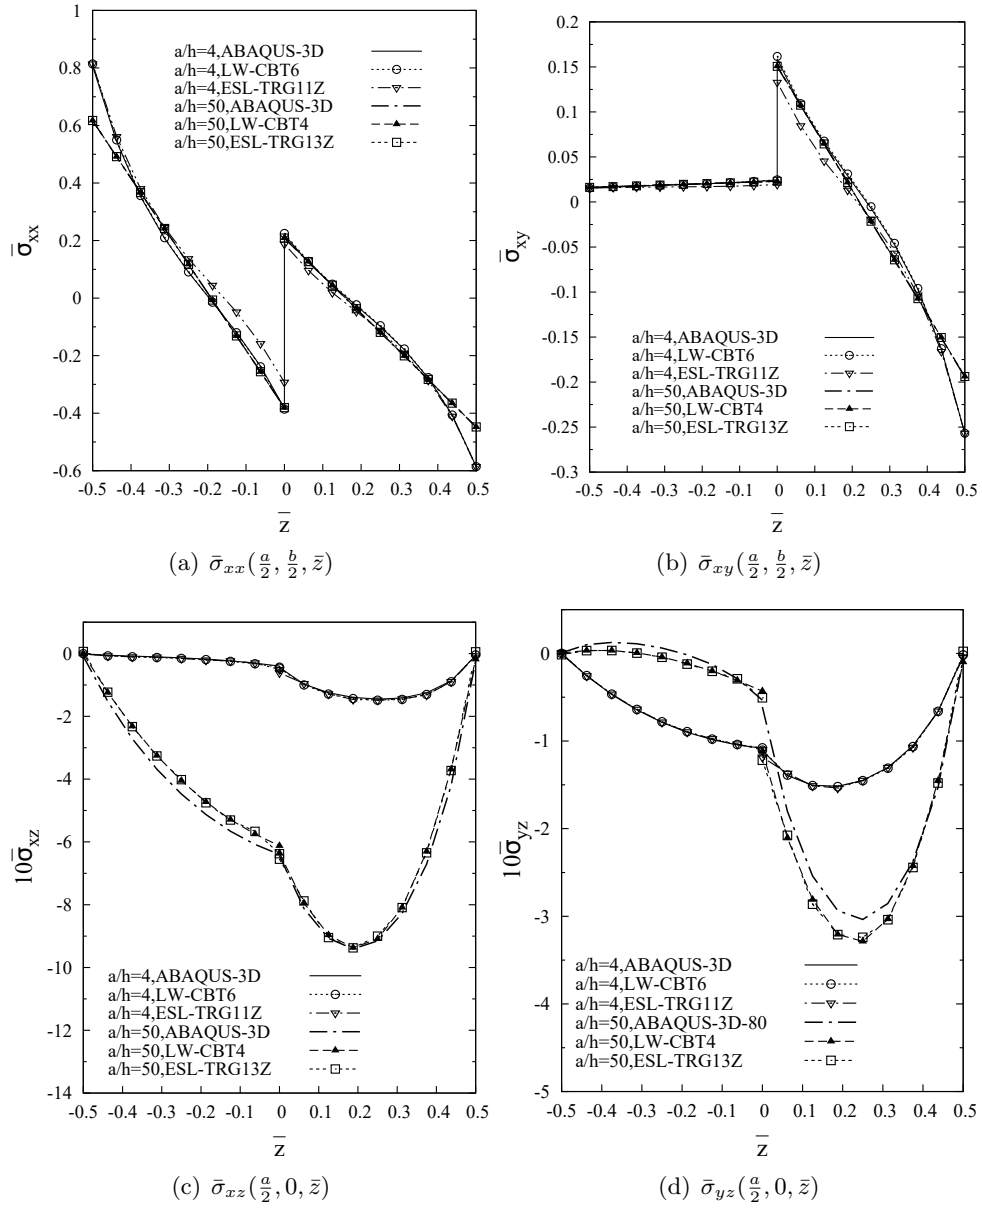 1
0.8
0.6
0.4
0.2
0
-0.2
-0.4
-0.6
-0.5 -0.4 -0.3 -0.2 -0.1 0 0.1 0.2 0.3 0.4 0.5
σ̅xx
z̅
a/h=4,ABAQUS-3D
a/h=4,LW-CBT6
a/h=4,ESL-TRG11Z
a/h=50,ABAQUS-3D
a/h=50,LW-CBT4
a/h=50,ESL-TRG13Z
(a) σ̅xx(a/2, b/2, z̅)
0.2
0.15
0.1
0.05
0
-0.05
-0.1
-0.15
-0.2
-0.25
-0.3
-0.5 -0.4 -0.3 -0.2 -0.1 0 0.1 0.2 0.3 0.4 0.5
σ̅xy
z̅
a/h=4,ABAQUS-3D
a/h=4,LW-CBT6
a/h=4,ESL-TRG11Z
a/h=50,ABAQUS-3D
a/h=50,LW-CBT4
a/h=50,ESL-TRG13Z
(b) σ̅xy(a/2, b/2, z̅)
0
-2
-4
-6
-8
-10
-12
-14
-0.5 -0.4 -0.3 -0.2 -0.1 0 0.1 0.2 0.3 0.4 0.5
10σ̅xz
z̅
a/h=4,ABAQUS-3D
a/h=4,LW-CBT6
a/h=4,ESL-TRG11Z
a/h=50,ABAQUS-3D
a/h=50,LW-CBT4
a/h=50,ESL-TRG13Z
(c) σ̅xz(a/2, 0, z̅)
0
-1
-2
-3
-4
-5
-0.5 -0.4 -0.3 -0.2 -0.1 0 0.1 0.2 0.3 0.4 0.5
10σ̅yz
z̅
a/h=4,ABAQUS-3D
a/h=4,LW-CBT6
a/h=4,ESL-TRG11Z
a/h=50,ABAQUS-3D-80
a/h=50,LW-CBT4
a/h=50,ESL-TRG13Z
(d) σ̅yz(a/2, 0, z̅)